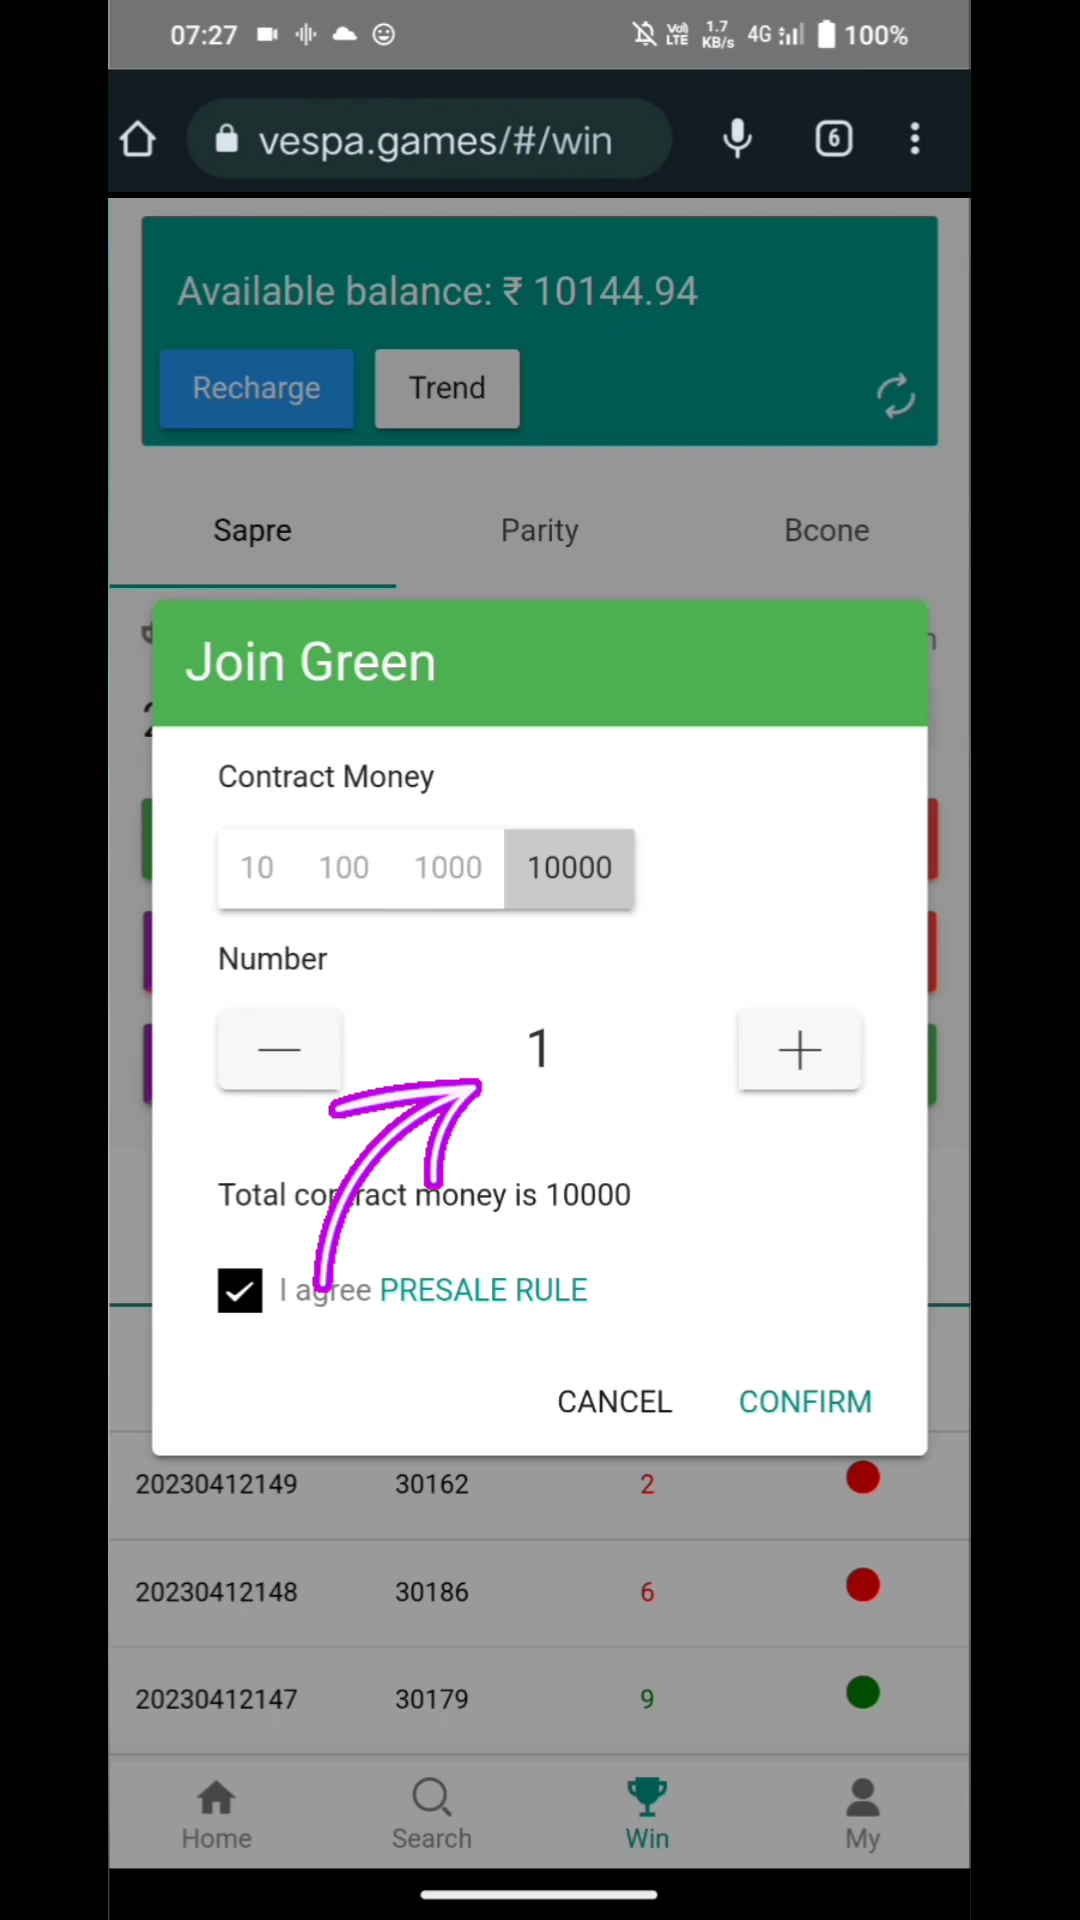 07:27 Vo) LTE 1.7 KB/s 4G 100%
vespa.games/#/win 6
Available balance: ₹ 10144.94
Recharge Trend
Sapre Parity Bcone
Join Green
Contract Money
10 100 1000 10000
Number
1
Total contract money is 10000
I agree PRESALE RULE
CANCEL CONFIRM
20230412149 30162 2
20230412148 30186 6
20230412147 30179 9
Home Search Win My